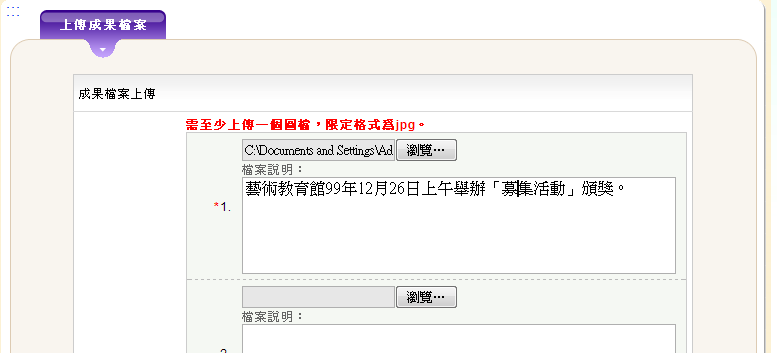 :::
上傳成果檔案
成果檔案上傳
需至少上傳一個圖檔，限定格式為jpg。
C:\Documents and Settings\Ad 瀏覽…
檔案說明：
*1. 藝術教育館99年12月26日上午舉辦「募集活動」頒獎。
瀏覽…
檔案說明：
2.